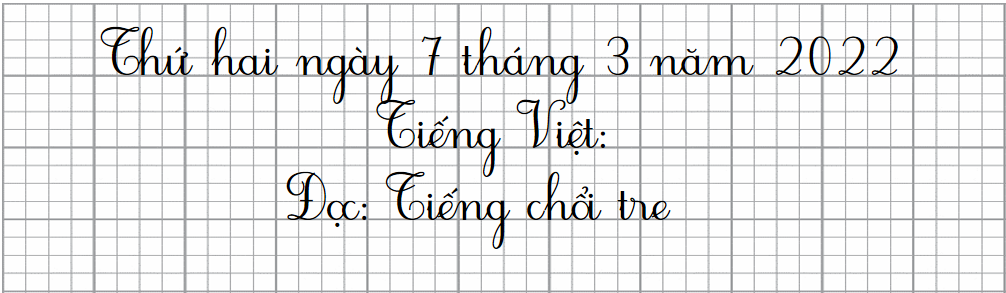 Thứ hai ngày 7 tháng 3 năm 2022
Tiếng Việt:
Đọc: Tiếng chổi tre